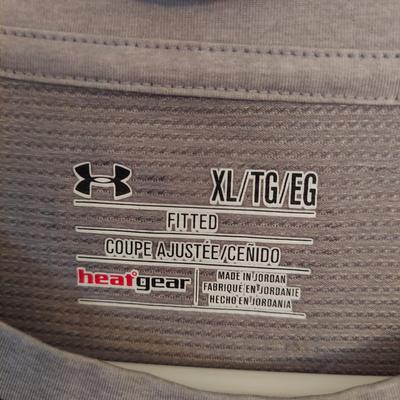 XL/TG/EG
FITTED
COUPE AJUSTÉE/CEÑIDO
heatgear
MADE IN JORDAN
FABRIQUÉ EN JORDANIE
HECHO EN JORDANIA